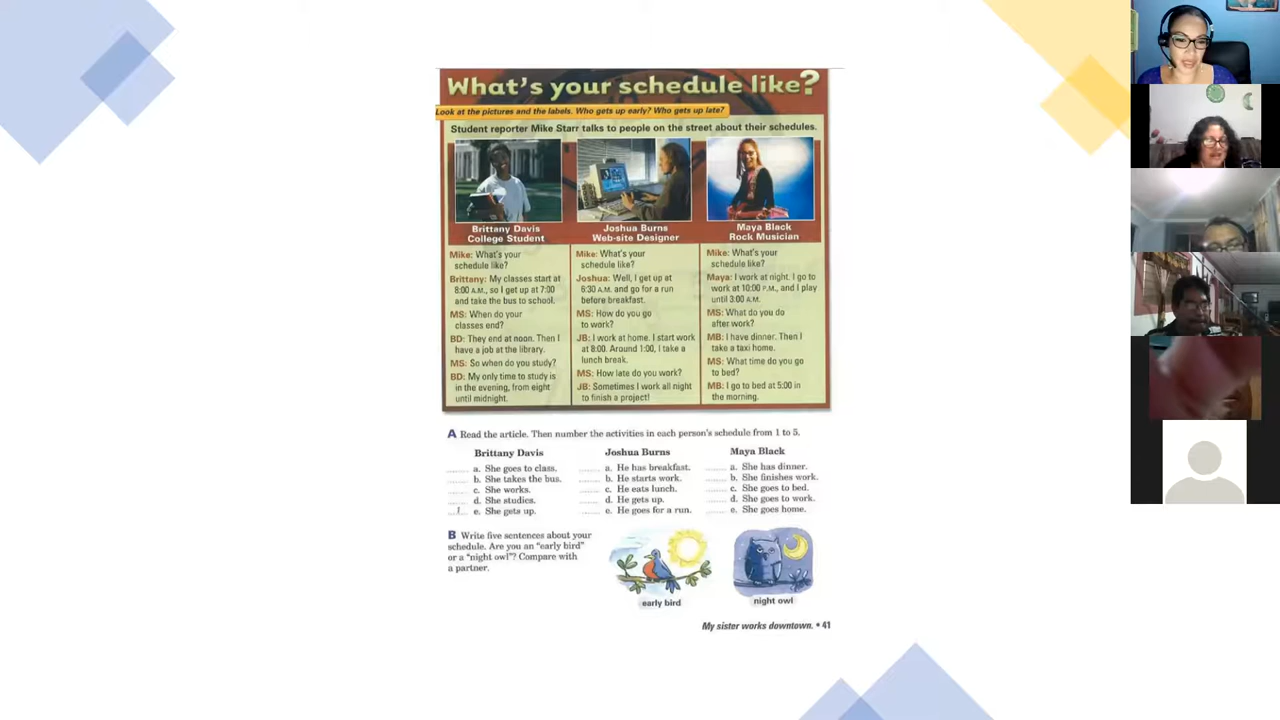 What's your schedule like?
Look at the pictures and the labels. Who gets up early? Who gets up late?
Student reporter Mike Starr talks to people on the street about their schedules.
Brittany Davis
College Student
Mike: What's your
schedule like?
Brittany: My classes start at
8:00 A.M., so I get up at 7:00
and take the bus to school.
MS: When do your
classes end?
BD: They end at noon. Then I
have a job at the library.
MS: So when do you study?
BD: My only time to study is
in the evening, from eight
until midnight.
Joshua Burns
Web-site Designer
Mike: What's your
schedule like?
Joshua: Well, I get up at
6:30 A.M. and go for a run
before breakfast.
MS: How do you go
to work?
JB: I work at home. I start work
at 8:00. Around 1:00, I take a
lunch break.
MS: How late do you work?
JB: Sometimes I work all night
to finish a project!
Maya Black
Rock Musician
Mike: What's your
schedule like?
Maya: I work at night. I go to
work at 10:00 P.M., and I play
until 3:00 A.M.
MS: What do you do
after work?
MB: I have dinner. Then I
take a taxi home.
MS: What time do you go
to bed?
MB: I go to bed at 5:00 in
the morning.
A Read the article. Then number the activities in each person's schedule from 1 to 5.
Brittany Davis
a. She goes to class.
b. She takes the bus.
c. She works.
d. She studies.
1 e. She gets up.
Joshua Burns
a. He has breakfast.
b. He starts work.
c. He eats lunch.
d. He gets up.
e. He goes for a run.
Maya Black
a. She has dinner.
b. She finishes work.
c. She goes to bed.
d. She goes to work.
e. She goes home.
B Write five sentences about your
schedule. Are you an "early bird"
or a "night owl"? Compare with
a partner.
early bird
night owl
My sister works downtown. • 41